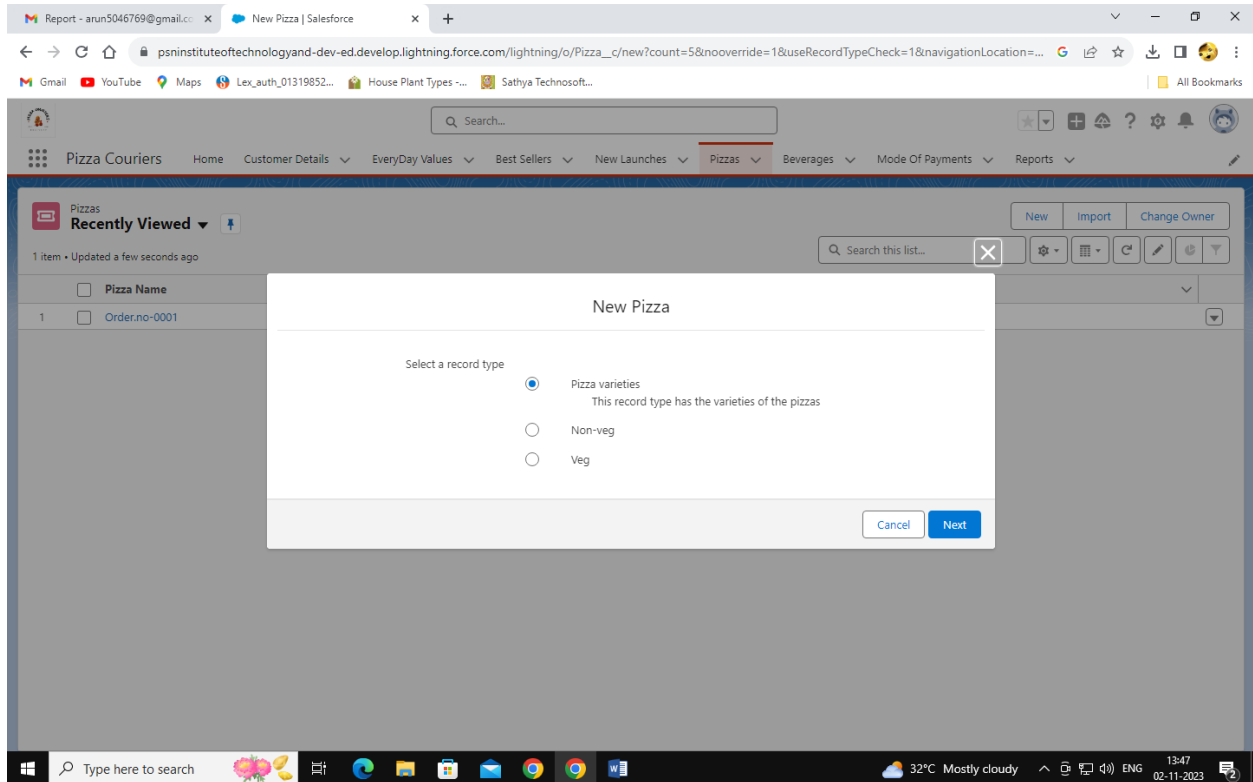 Report - arun5046769@gmail.co
New Pizza | Salesforce
psninstituteoftechnologyand-dev-ed.develop.lightning.force.com/lightning/o/Pizza__c/new?count=5&nooverride=1&useRecordTypeCheck=1&navigationLocation=...
Gmail YouTube Maps Lex_auth_01319852... House Plant Types -... Sathya Technosoft... All Bookmarks
Search...
Pizza Couriers Home Customer Details EveryDay Values Best Sellers New Launches Pizzas Beverages Mode Of Payments Reports
Pizzas
Recently Viewed
New Import Change Owner
1 item • Updated a few seconds ago
Search this list...
Pizza Name
1 Order.no-0001
New Pizza
Select a record type
Pizza varieties
This record type has the varieties of the pizzas
Non-veg
Veg
Cancel Next
Type here to search
32°C Mostly cloudy
ENG
13:47
02-11-2023
2